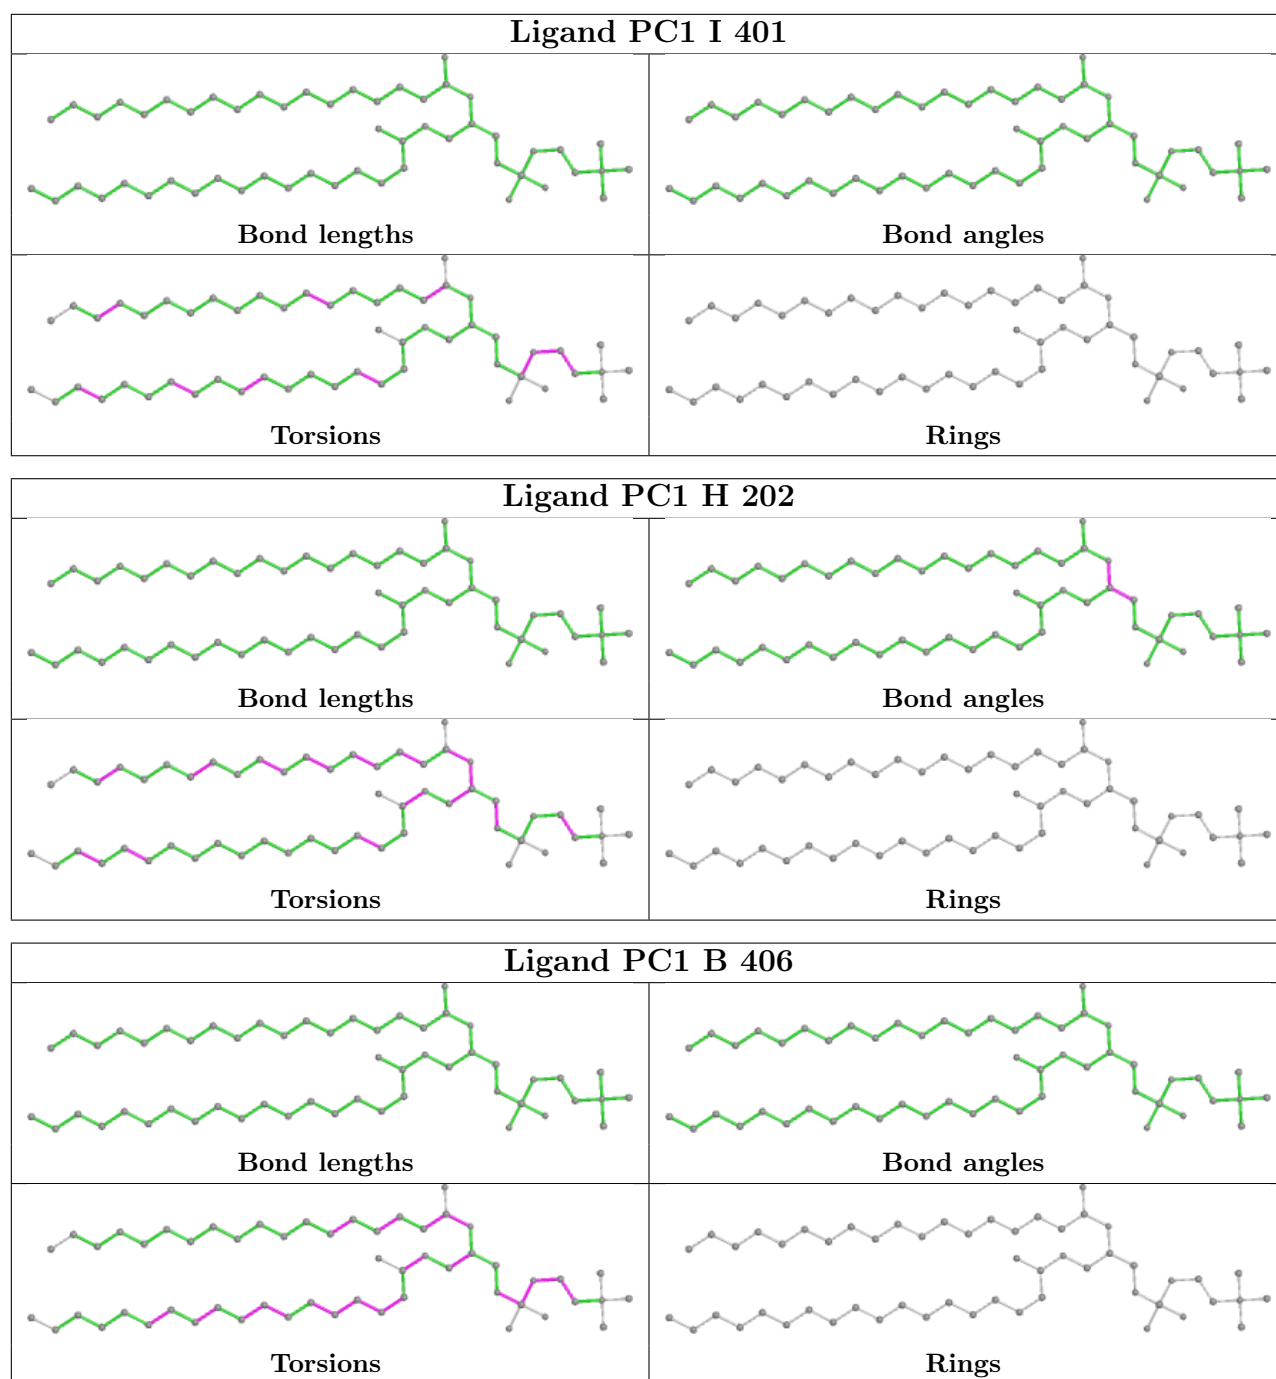 Ligand PC1 I 401
Bond lengths
Bond angles
Torsions
Rings
Ligand PC1 H 202
Bond lengths
Bond angles
Torsions
Rings
Ligand PC1 B 406
Bond lengths
Bond angles
Torsions
Rings